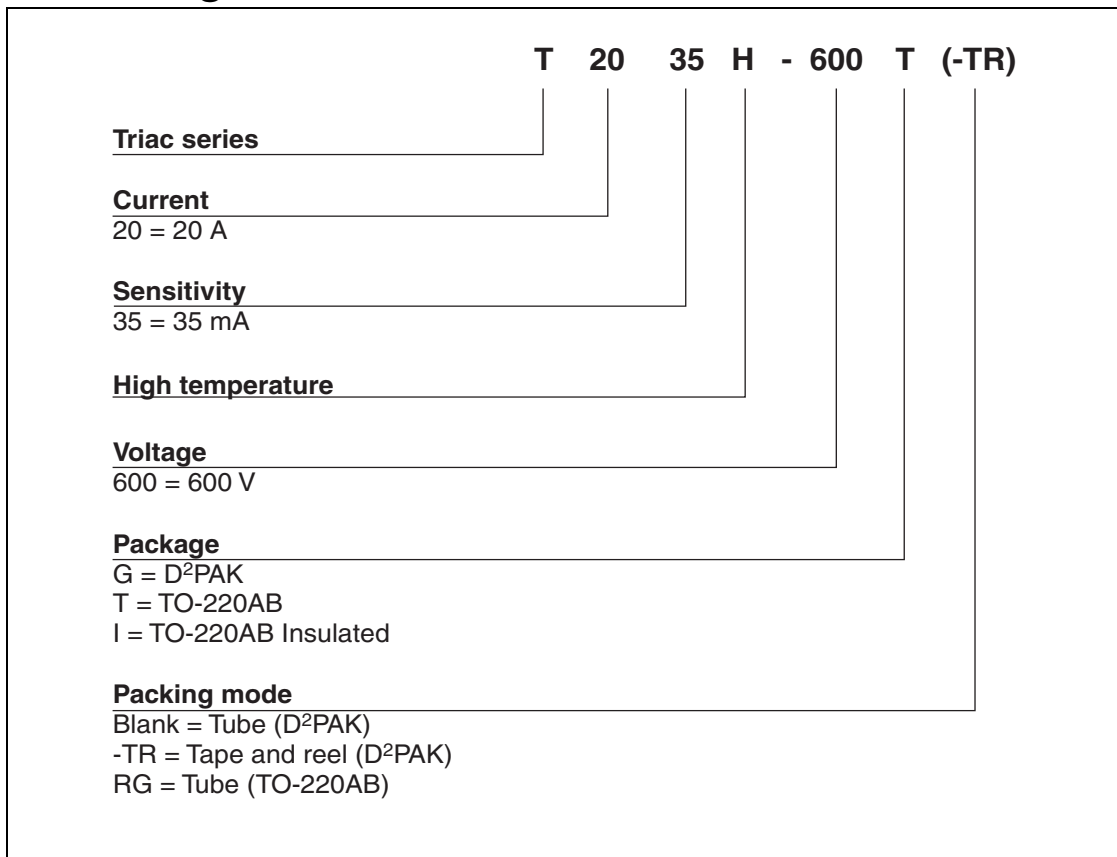 T 20 35 H - 600 T (-TR)
Triac series
Current
20 = 20 A
Sensitivity
35 = 35 mA
High temperature
Voltage
600 = 600 V
Package
G = D²PAK
T = TO-220AB
I = TO-220AB Insulated
Packing mode
Blank = Tube (D²PAK)
-TR = Tape and reel (D²PAK)
RG = Tube (TO-220AB)